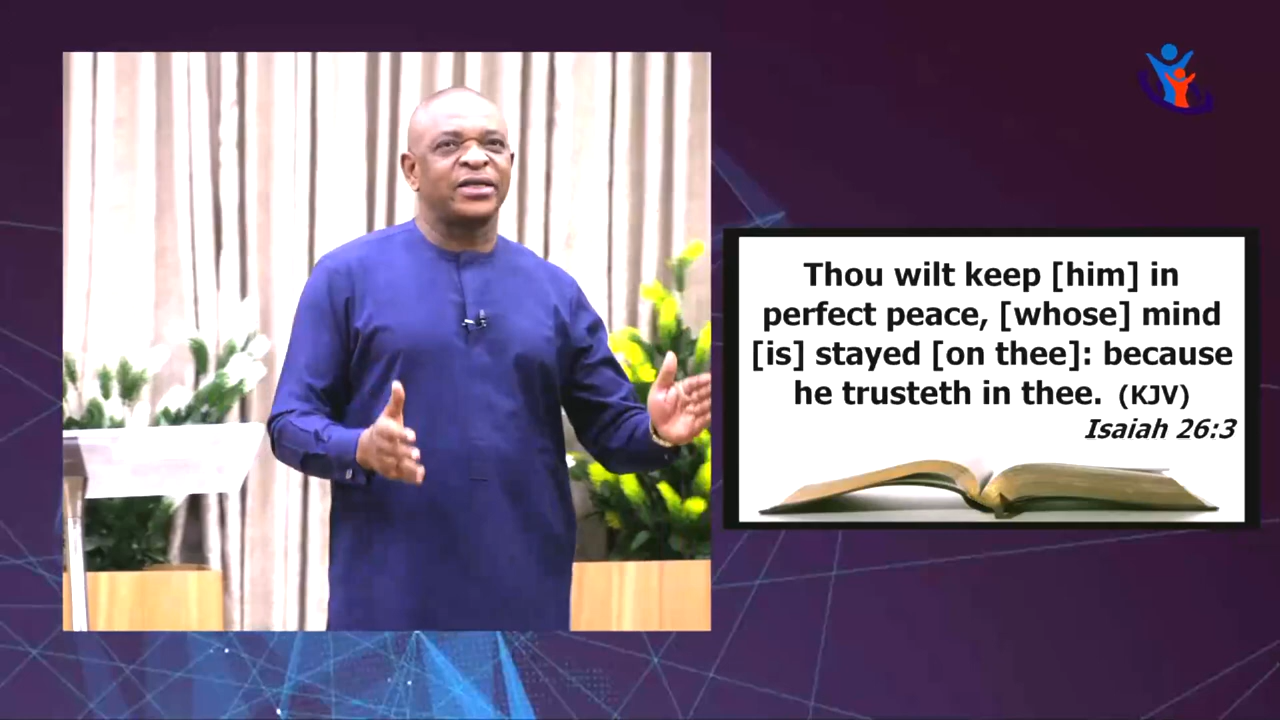 Thou wilt keep [him] in
perfect peace, [whose] mind
[is] stayed [on thee]: because
he trusteth in thee. (KJV)
Isaiah 26:3